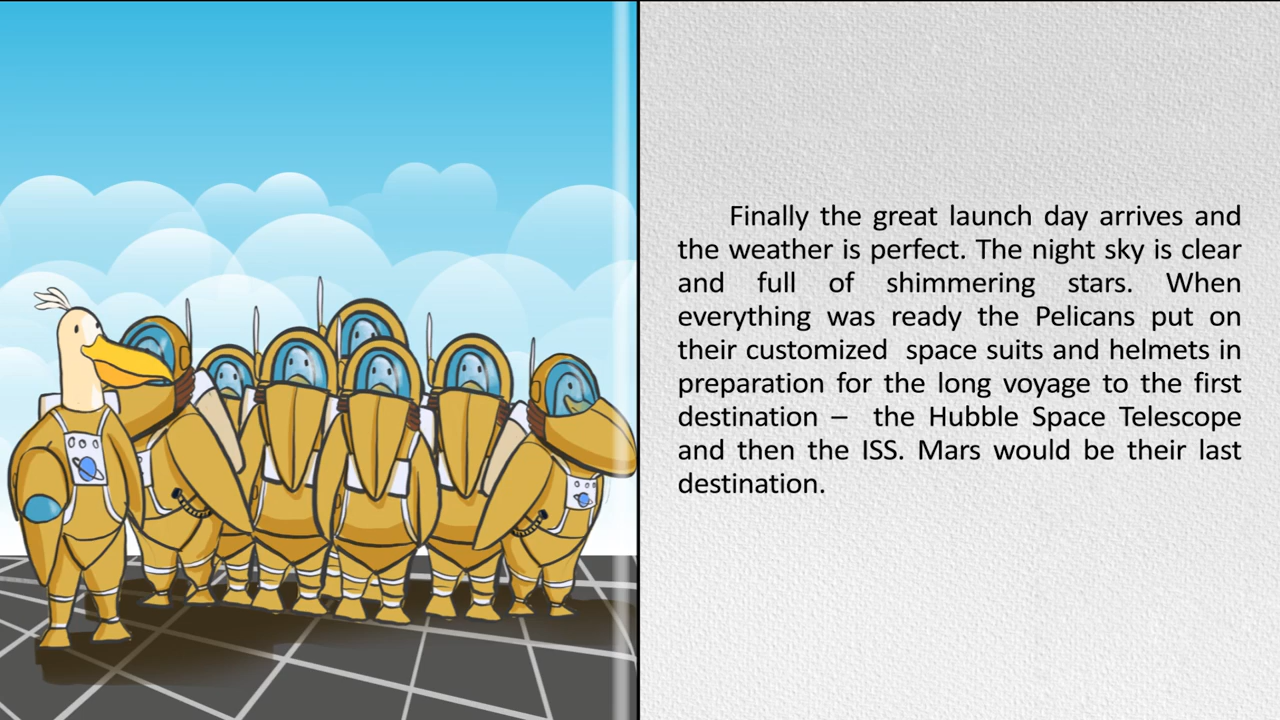 Finally the great launch day arrives and
the weather is perfect. The night sky is clear
and full of shimmering stars. When
everything was ready the Pelicans put on
their customized space suits and helmets in
preparation for the long voyage to the first
destination – the Hubble Space Telescope
and then the ISS. Mars would be their last
destination.